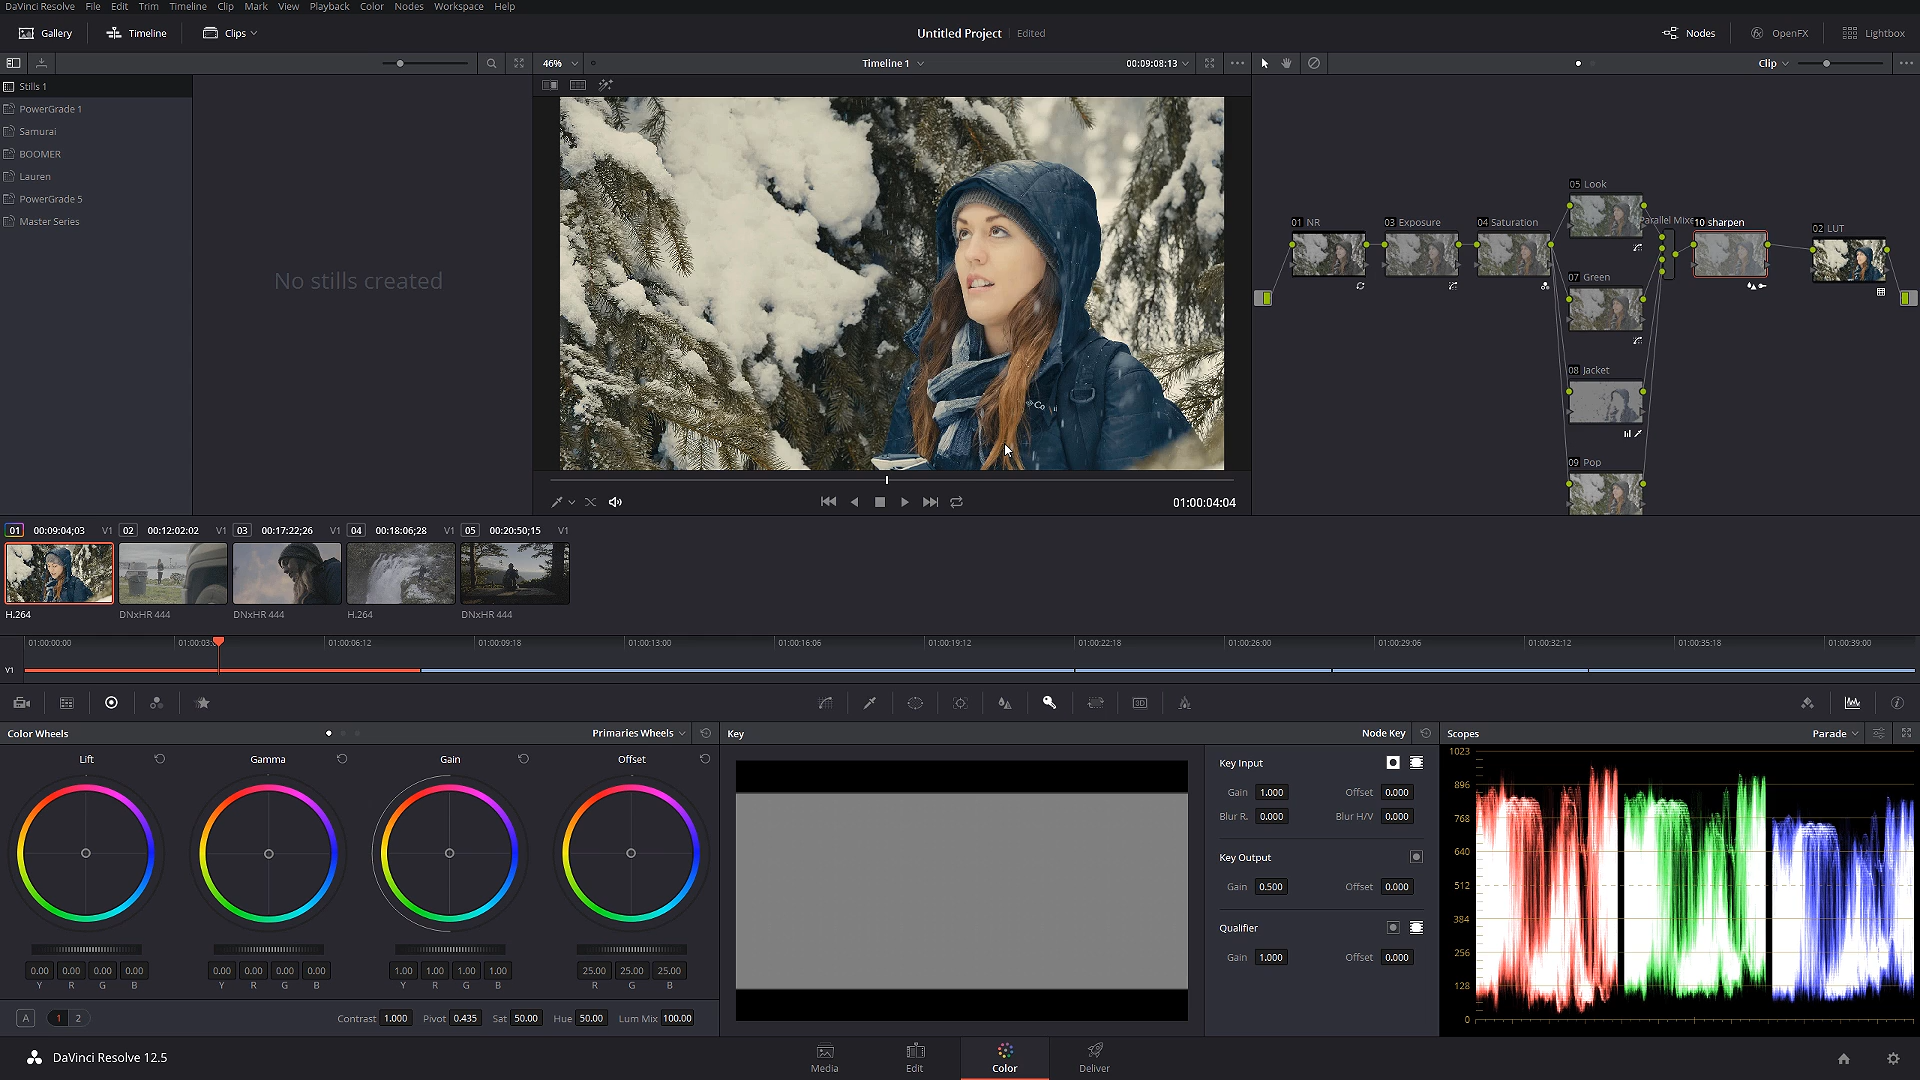 DaVinci Resolve File Edit Trim Timeline Clip Mark View Playback Color Nodes Workspace Help
Gallery Timeline Clips Untitled Project Edited Nodes OpenFX Lightbox
46% Timeline 1 00:09:08:13 Clip
Stills 1
PowerGrade 1
Samurai
BOOMER
Lauren
PowerGrade 5
Master Series
No stills created
Co
01:00:04:04
05 Look
01 NR 03 Exposure 04 Saturation Parallel Mixe 10 sharpen 02 LUT
07 Green
08 Jacket
09 Pop
01 00:09:04;03 V1 02 00:12:02:02 V1 03 00:17:22;26 V1 04 00:18:06;28 V1 05 00:20:50;15 V1
H.264 DNxHR 444 DNxHR 444 H.264 DNxHR 444
01:00:00:00 01:00:03: 01:00:06:12 01:00:09:18 01:00:13:00 01:00:16:06 01:00:19:12 01:00:22:18 01:00:26:00 01:00:29:06 01:00:32:12 01:00:35:18 01:00:39:00
V1
3D
Color Wheels Primaries Wheels Key Node Key Scopes Parade
Lift Gamma Gain Offset
0.00 0.00 0.00 0.00 0.00 0.00 0.00 0.00 1.00 1.00 1.00 1.00 25.00 25.00 25.00
Y R G B Y R G B Y R G B R G B
A 1 2 Contrast 1.000 Pivot 0.435 Sat 50.00 Hue 50.00 Lum Mix 100.00
Key Input
Gain 1.000 Offset 0.000
Blur R. 0.000 Blur H/V 0.000
Key Output
Gain 0.500 Offset 0.000
Qualifier
Gain 1.000 Offset 0.000
1023
896
768
640
512
384
256
128
0
DaVinci Resolve 12.5 Media Edit Color Deliver